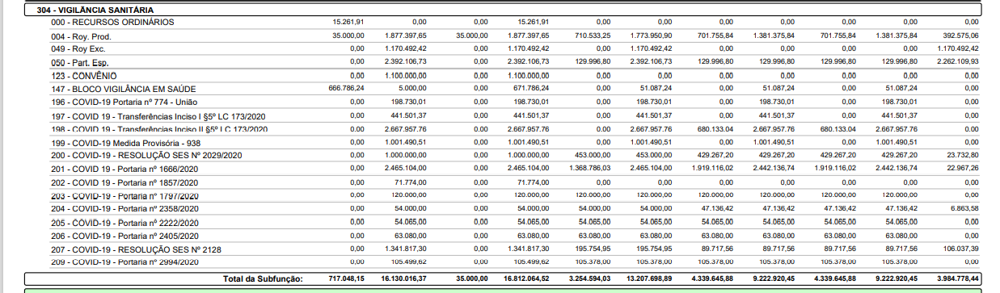 304 - VIGILÂNCIA SANITÁRIA
000 - RECURSOS ORDINÁRIOS 15.261,91 0,00 0,00 15.261,91 0,00 0,00 0,00 0,00 0,00 0,00 0,00
004 - Roy. Prod. 35.000,00 1.877.397,65 35.000,00 1.877.397,65 710.533,25 1.773.950,90 701.755,84 1.381.375,84 701.755,84 1.381.375,84 392.575,06
049 - Roy Exc. 0,00 1.170.492,42 0,00 1.170.492,42 0,00 1.170.492,42 0,00 0,00 0,00 0,00 1.170.492,42
050 - Part. Esp. 0,00 2.392.106,73 0,00 2.392.106,73 129.996,80 2.392.106,73 129.996,80 129.996,80 129.996,80 129.996,80 2.262.109,93
123 - CONVÊNIO 0,00 1.100.000,00 0,00 1.100.000,00 0,00 0,00 0,00 0,00 0,00 0,00 0,00
147 - BLOCO VIGILÂNCIA EM SAÚDE 666.786,24 5.000,00 0,00 671.786,24 0,00 51.087,24 0,00 51.087,24 0,00 51.087,24 0,00
196 - COVID-19 Portaria nº 774 - União 0,00 198.730,01 0,00 198.730,01 0,00 198.730,01 0,00 198.730,01 0,00 198.730,01 0,00
197 - COVID 19 - Transferências Inciso I §5º LC 173/2020 0,00 441.501,37 0,00 441.501,37 0,00 441.501,37 0,00 441.501,37 0,00 441.501,37 0,00
198 - COVID-19 - Transferências Inciso II §5º LC 173/2020 0.00 2.667.957.76 0.00 2.667.957.76 0.00 2.667.957.76 680.133.04 2.667.957.76 680.133.04 2.667.957.76 0.00
199 - COVID-19 Medida Provisória - 938 0,00 1.001.490,51 0,00 1.001.490,51 0,00 1.001.490,51 0,00 1.001.490,51 0,00 1.001.490,51 0,00
200 - COVID-19 - RESOLUÇÃO SES Nº 2029/2020 0,00 1.000.000,00 0,00 1.000.000,00 453.000,00 453.000,00 429.267,20 429.267,20 429.267,20 429.267,20 23.732,80
201 - COVID 19 - Portaria nº 1666/2020 0,00 2.465.104,00 0,00 2.465.104,00 1.368.786,03 2.465.104,00 1.919.116,02 2.442.136,74 1.919.116,02 2.442.136,74 22.967,26
202 - COVID 19 - Portaria nº 1857/2020 0,00 71.774,00 0,00 71.774,00 0,00 0,00 0,00 0,00 0,00 0,00 0,00
203 - COVID-19 - Portaria nº 1797/2020 0,00 120.000,00 0,00 120.000,00 120.000,00 120.000,00 120.000,00 120.000,00 120.000,00 120.000,00 0,00
204 - COVID-19 - Portaria nº 2358/2020 0,00 54.000,00 0,00 54.000,00 54.000,00 54.000,00 47.136,42 47.136,42 47.136,42 47.136,42 6.863,58
205 - COVID-19 - Portaria nº 2222/2020 0,00 54.065,00 0,00 54.065,00 54.065,00 54.065,00 54.065,00 54.065,00 54.065,00 54.065,00 0,00
206 - COVID-19 - Portaria nº 2405/2020 0,00 63.080,00 0,00 63.080,00 63.080,00 63.080,00 63.080,00 63.080,00 63.080,00 63.080,00 0,00
207 - COVID-19 - RESOLUÇÃO SES Nº 2128 0,00 1.341.817,30 0,00 1.341.817,30 195.754,95 195.754,95 89.717,56 89.717,56 89.717,56 89.717,56 106.037,39
209 - COVID-19 - Portaria nº 2994/2020 0,00 105.499,62 0,00 105.499,62 105.378,00 105.378,00 105.378,00 105.378,00 105.378,00 105.378,00 0,00
Total da Subfunção: 717.048,15 16.130.016,37 35.000,00 16.812.064,52 3.254.594,03 13.207.698,89 4.339.645,88 9.222.920,45 4.339.645,88 9.222.920,45 3.984.778,44